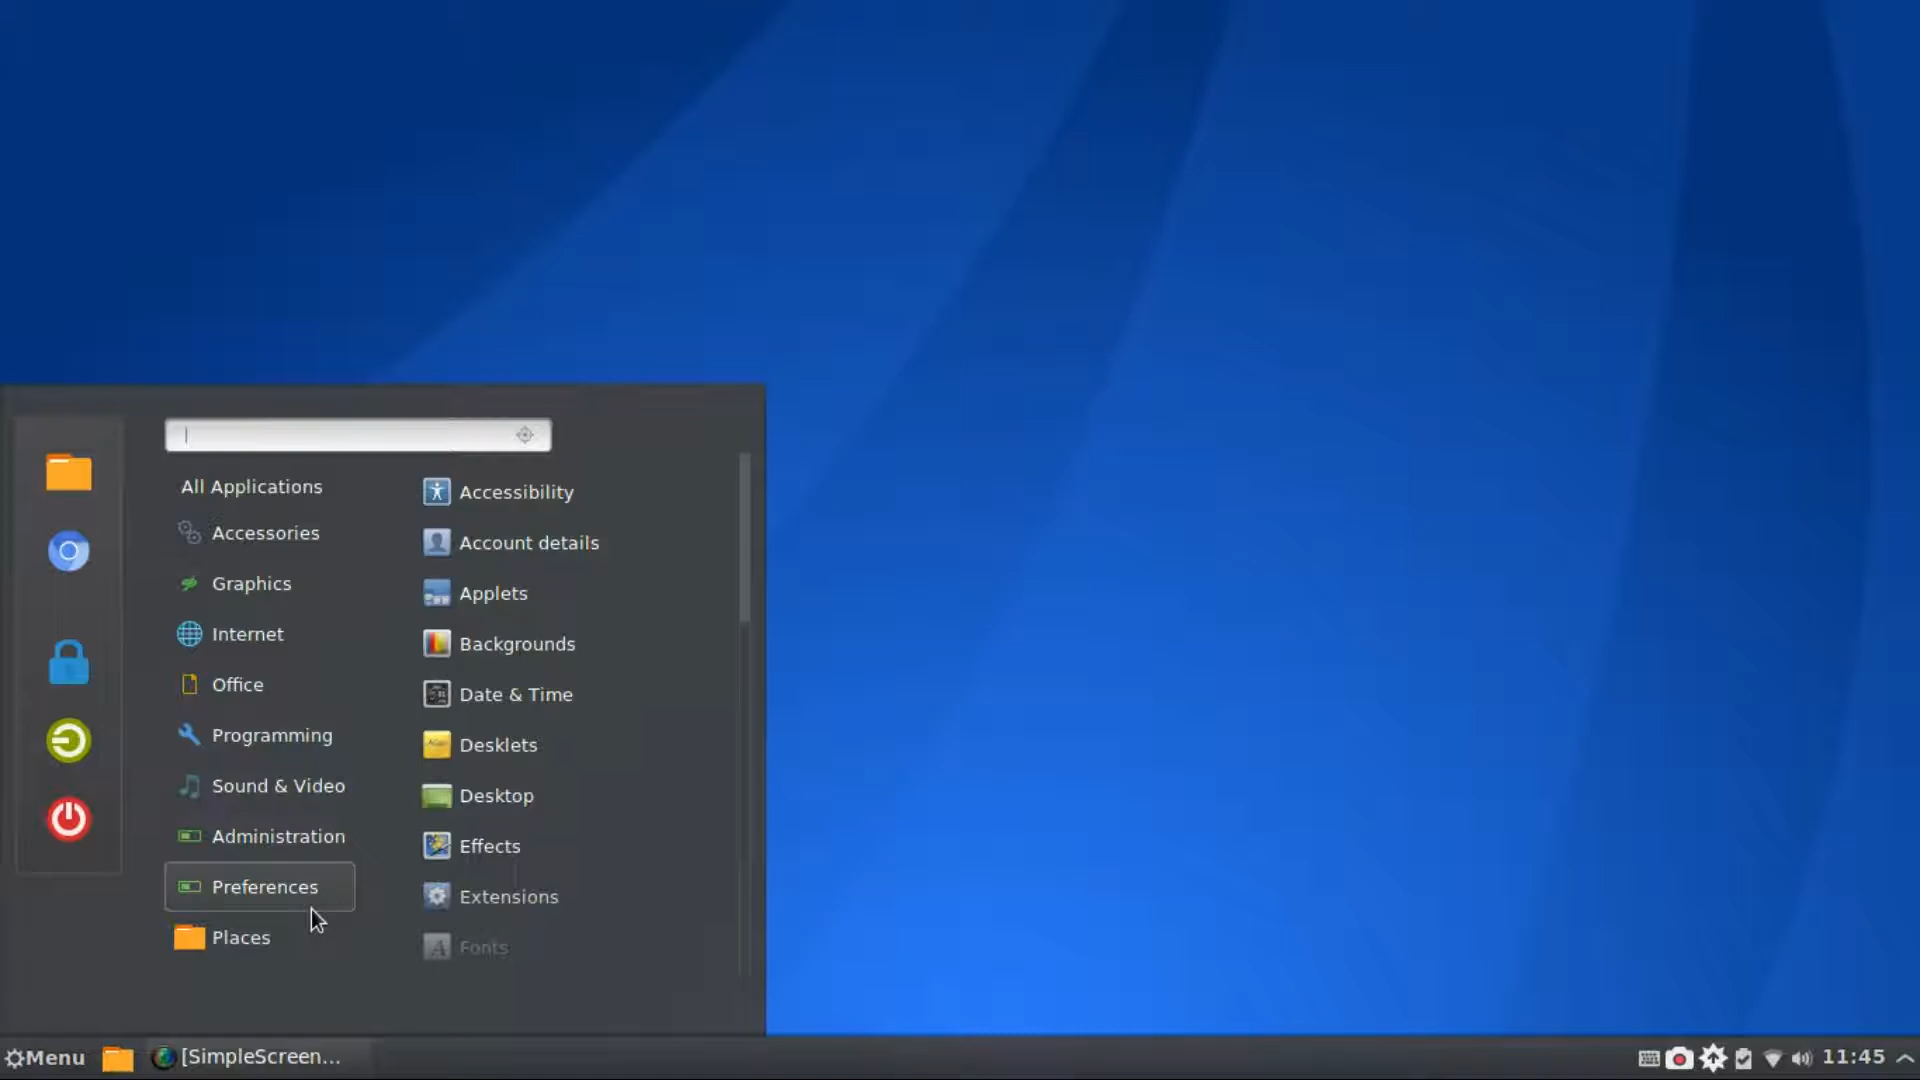 All Applications
Accessories
Graphics
Internet
Office
Programming
Sound & Video
Administration
Preferences
Places
Accessibility
Account details
Applets
Backgrounds
Date & Time
Desklets
Desktop
Effects
Extensions
Fonts
Menu
[SimpleScreen...
11:45